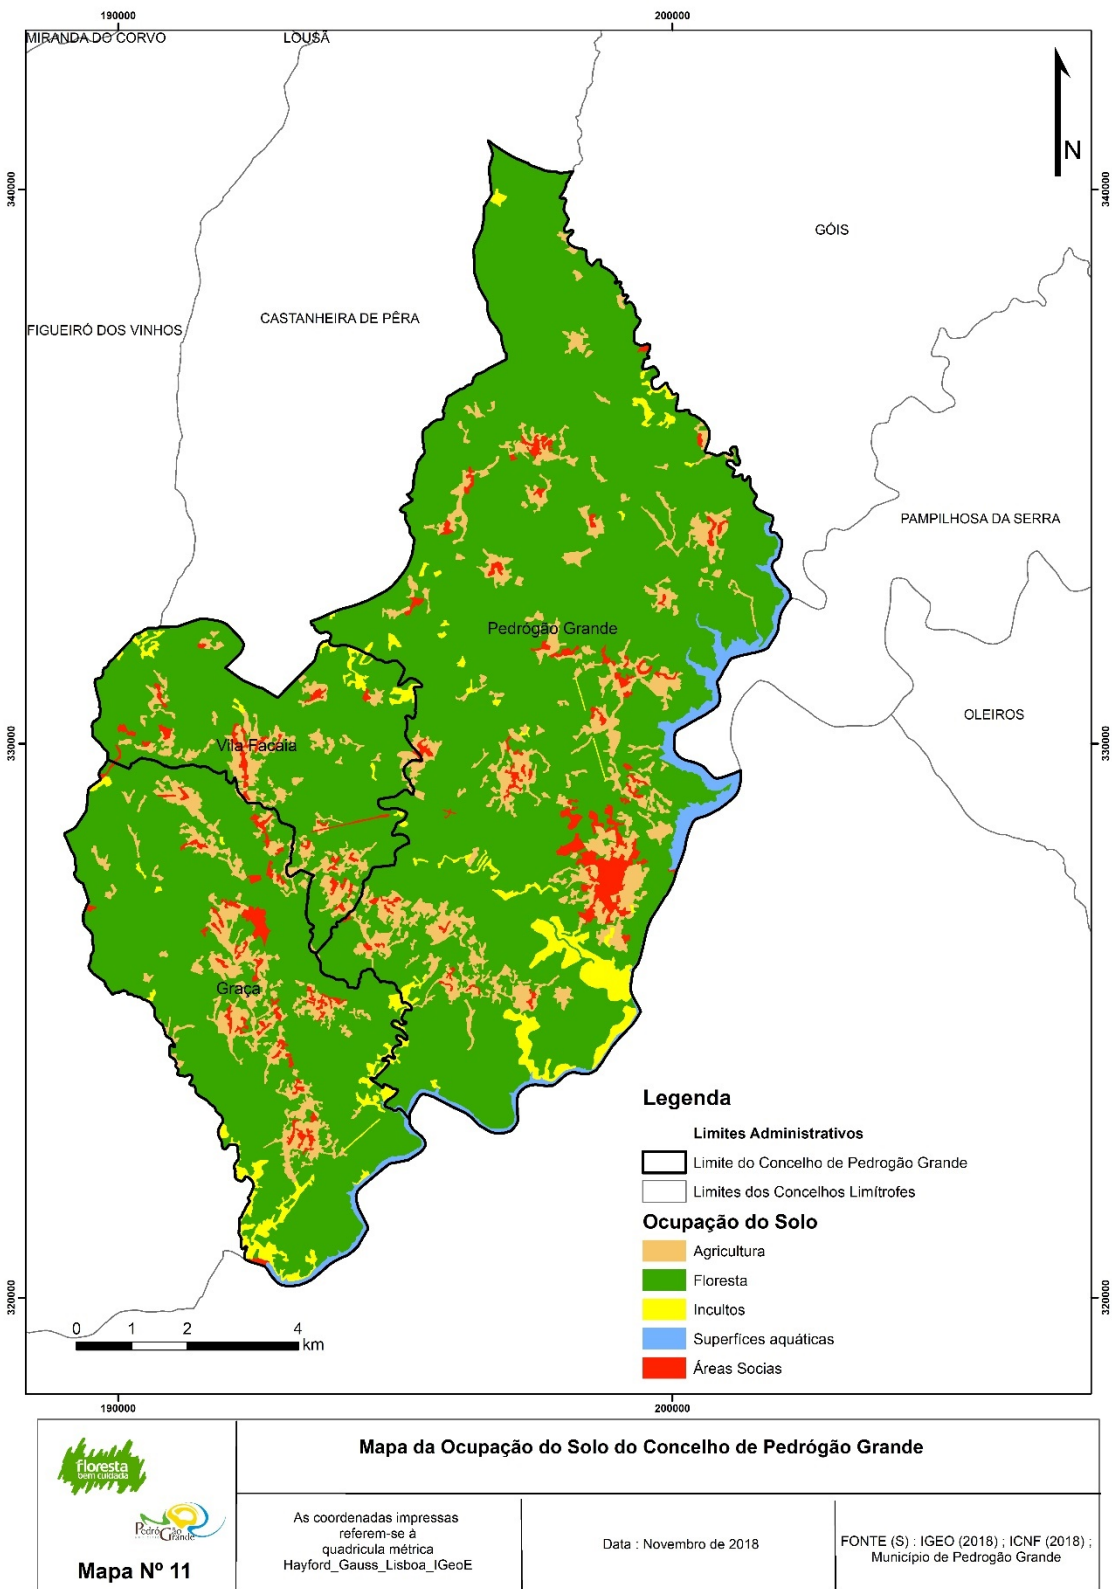 190000
200000
MIRANDA DO CORVO
LOUSÃ
340000
340000
N
GÓIS
CASTANHEIRA DE PÊRA
FIGUEIRÓ DOS VINHOS
PAMPILHOSA DA SERRA
Pedrógão Grande
OLEIROS
330000
330000
Vila Facaia
Graça
Legenda
Limites Administrativos
Limite do Concelho de Pedrogão Grande
Limites dos Concelhos Limítrofes
Ocupação do Solo
Agricultura
Floresta
Incultos
Superfíces aquáticas
Áreas Socias
320000
320000
0 1 2 4
km
190000
200000
floresta
bem cuidada
Pedrógão
Grande
Mapa Nº 11
Mapa da Ocupação do Solo do Concelho de Pedrógão Grande
As coordenadas impressas
referem-se à
quadricula métrica
Hayford_Gauss_Lisboa_IGeoE
Data : Novembro de 2018
FONTE (S) : IGEO (2018) ; ICNF (2018) ;
Município de Pedrogão Grande